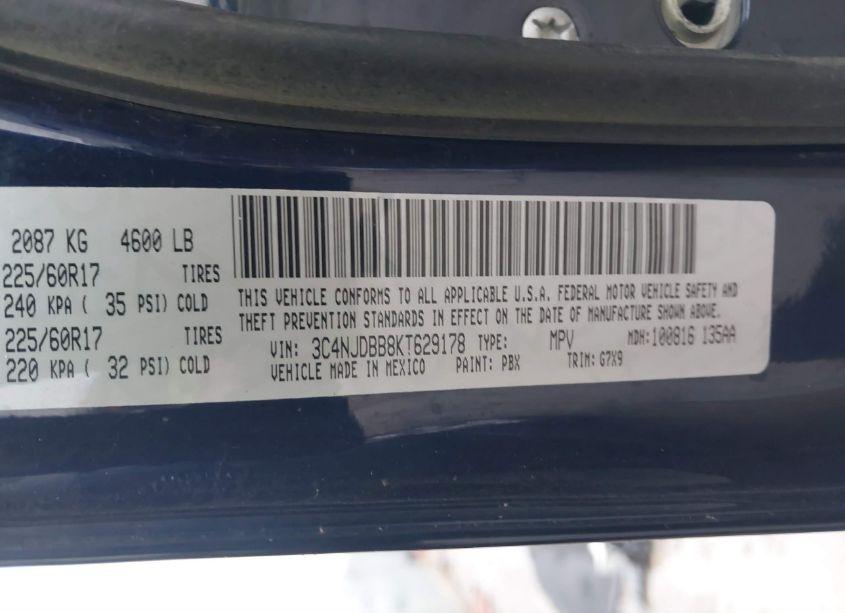 2087 KG 4600 LB
225/60R17 TIRES
240 KPA ( 35 PSI) COLD
225/60R17 TIRES
220 KPA ( 32 PSI) COLD
THIS VEHICLE CONFORMS TO ALL APPLICABLE U.S.A. FEDERAL MOTOR VEHICLE SAFETY AND
THEFT PREVENTION STANDARDS IN EFFECT ON THE DATE OF MANUFACTURE SHOWN ABOVE.
VIN: 3C4NJDBB8KT629178 TYPE: MPV MDH:100816 135AA
VEHICLE MADE IN MEXICO PAINT: PBX TRIM: G7X9